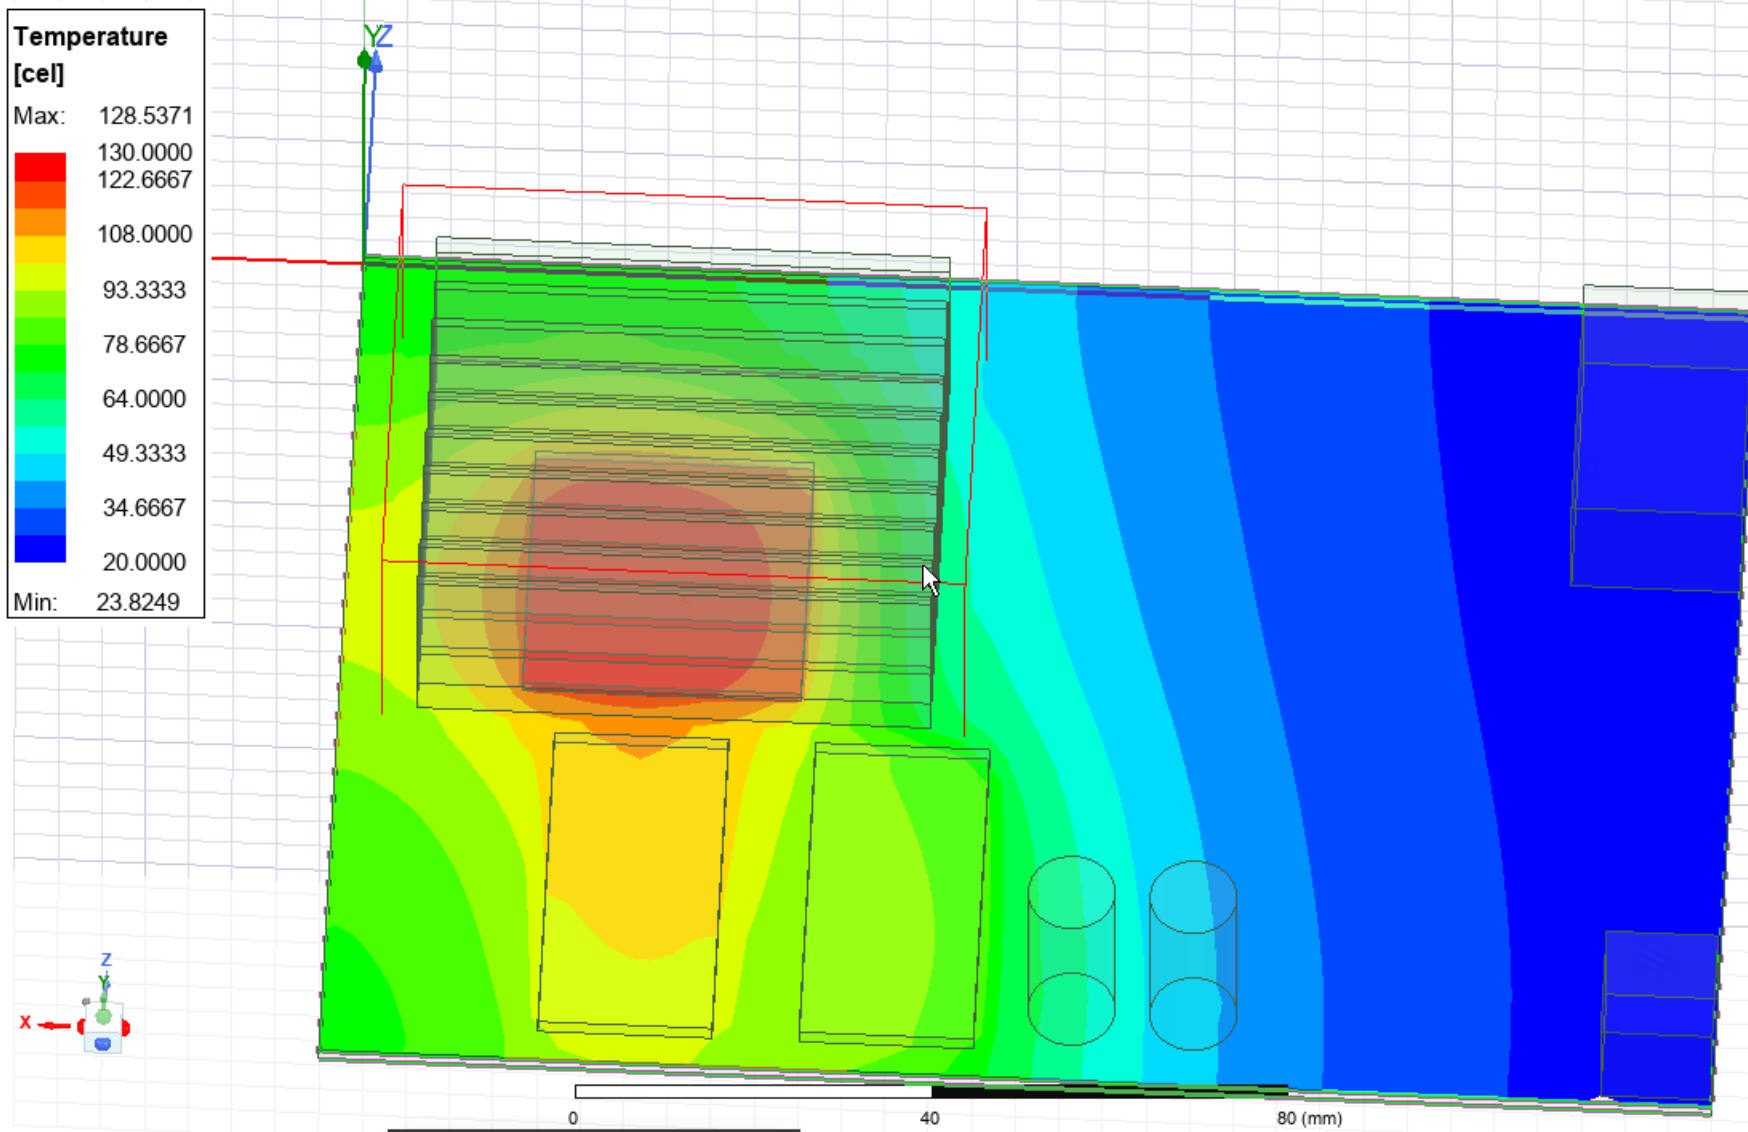 Temperature
[cel]
Max: 128.5371
130.0000
122.6667
108.0000
93.3333
78.6667
64.0000
49.3333
34.6667
20.0000
Min: 23.8249
Y Z
Z
Y
X
0 40 80 (mm)